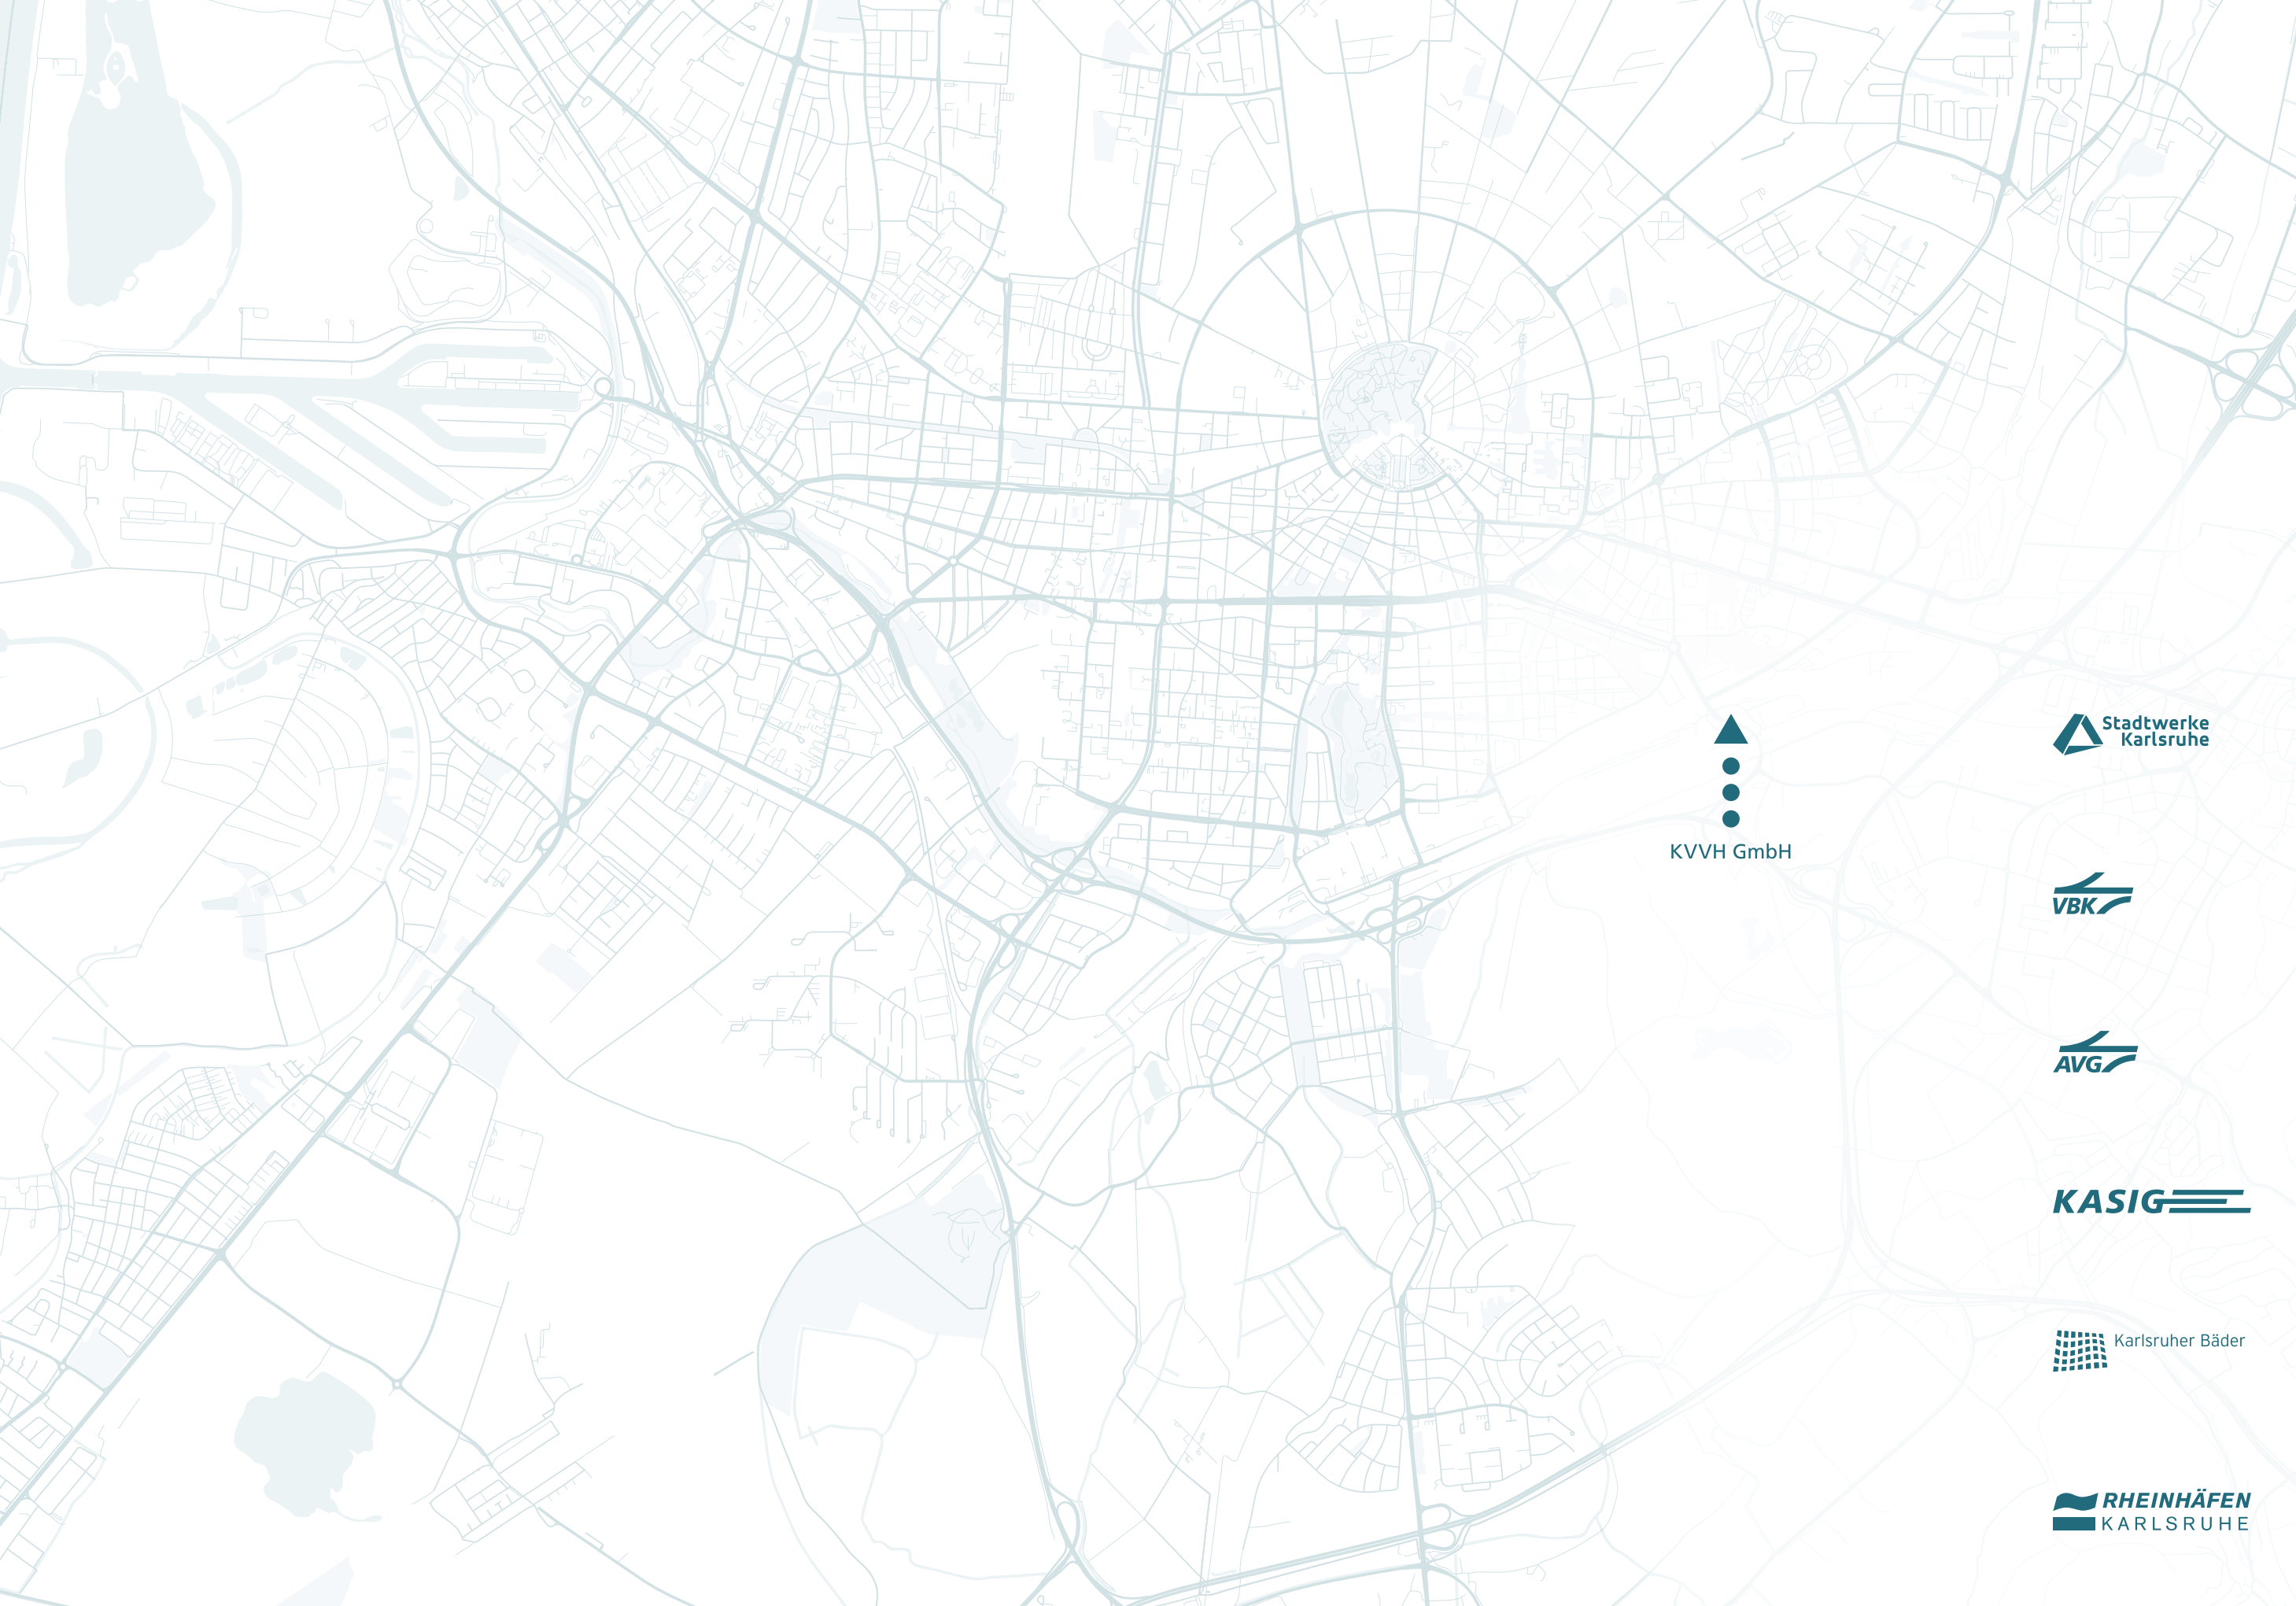 KVVH GmbH
Stadtwerke
Karlsruhe
VBK
AVG
KASIG
Karlsruher Bäder
RHEINHÄFEN
KARLSRUHE